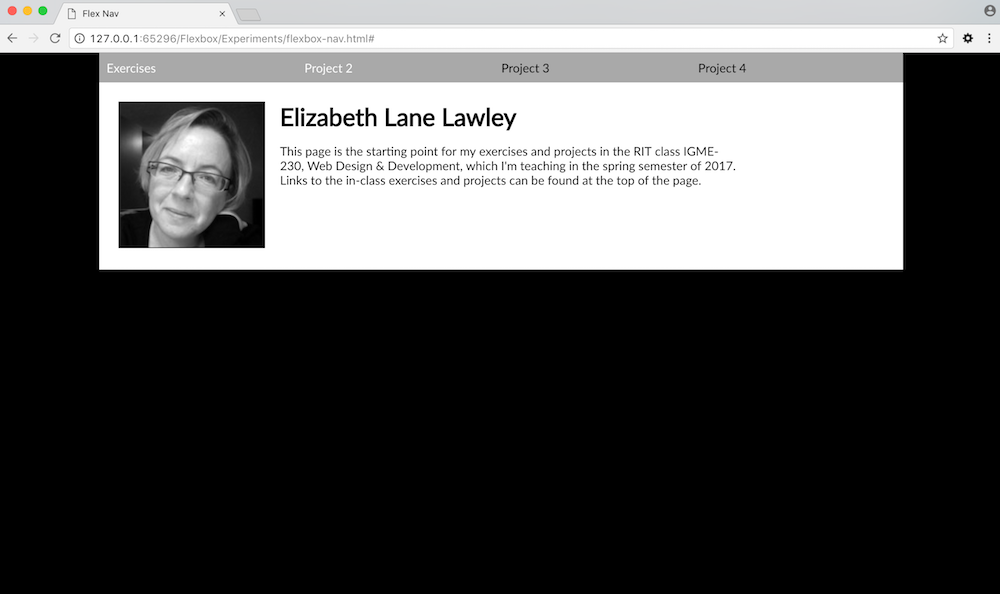 Flex Nav
127.0.0.1:65296/Flexbox/Experiments/flexbox-nav.html#
Exercises Project 2 Project 3 Project 4
Elizabeth Lane Lawley
This page is the starting point for my exercises and projects in the RIT class IGME-
230, Web Design & Development, which I'm teaching in the spring semester of 2017.
Links to the in-class exercises and projects can be found at the top of the page.